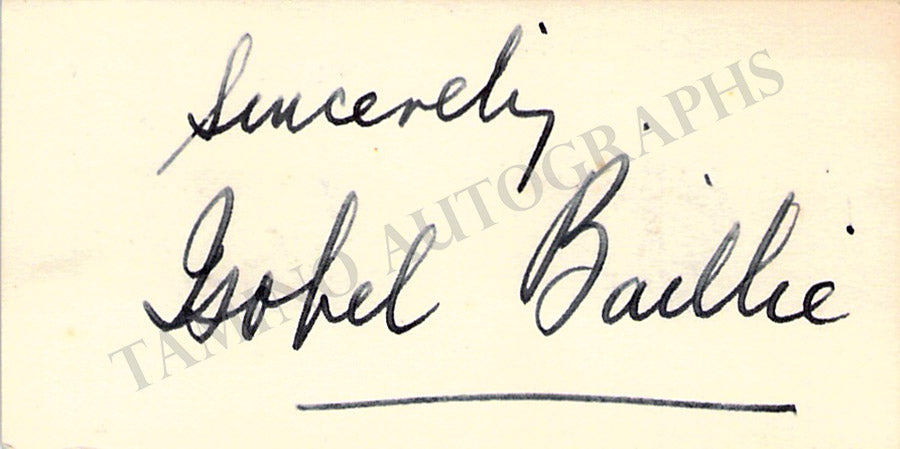 Sincerely
Isobel Baillie
TAMINO AUTOGRAPHS